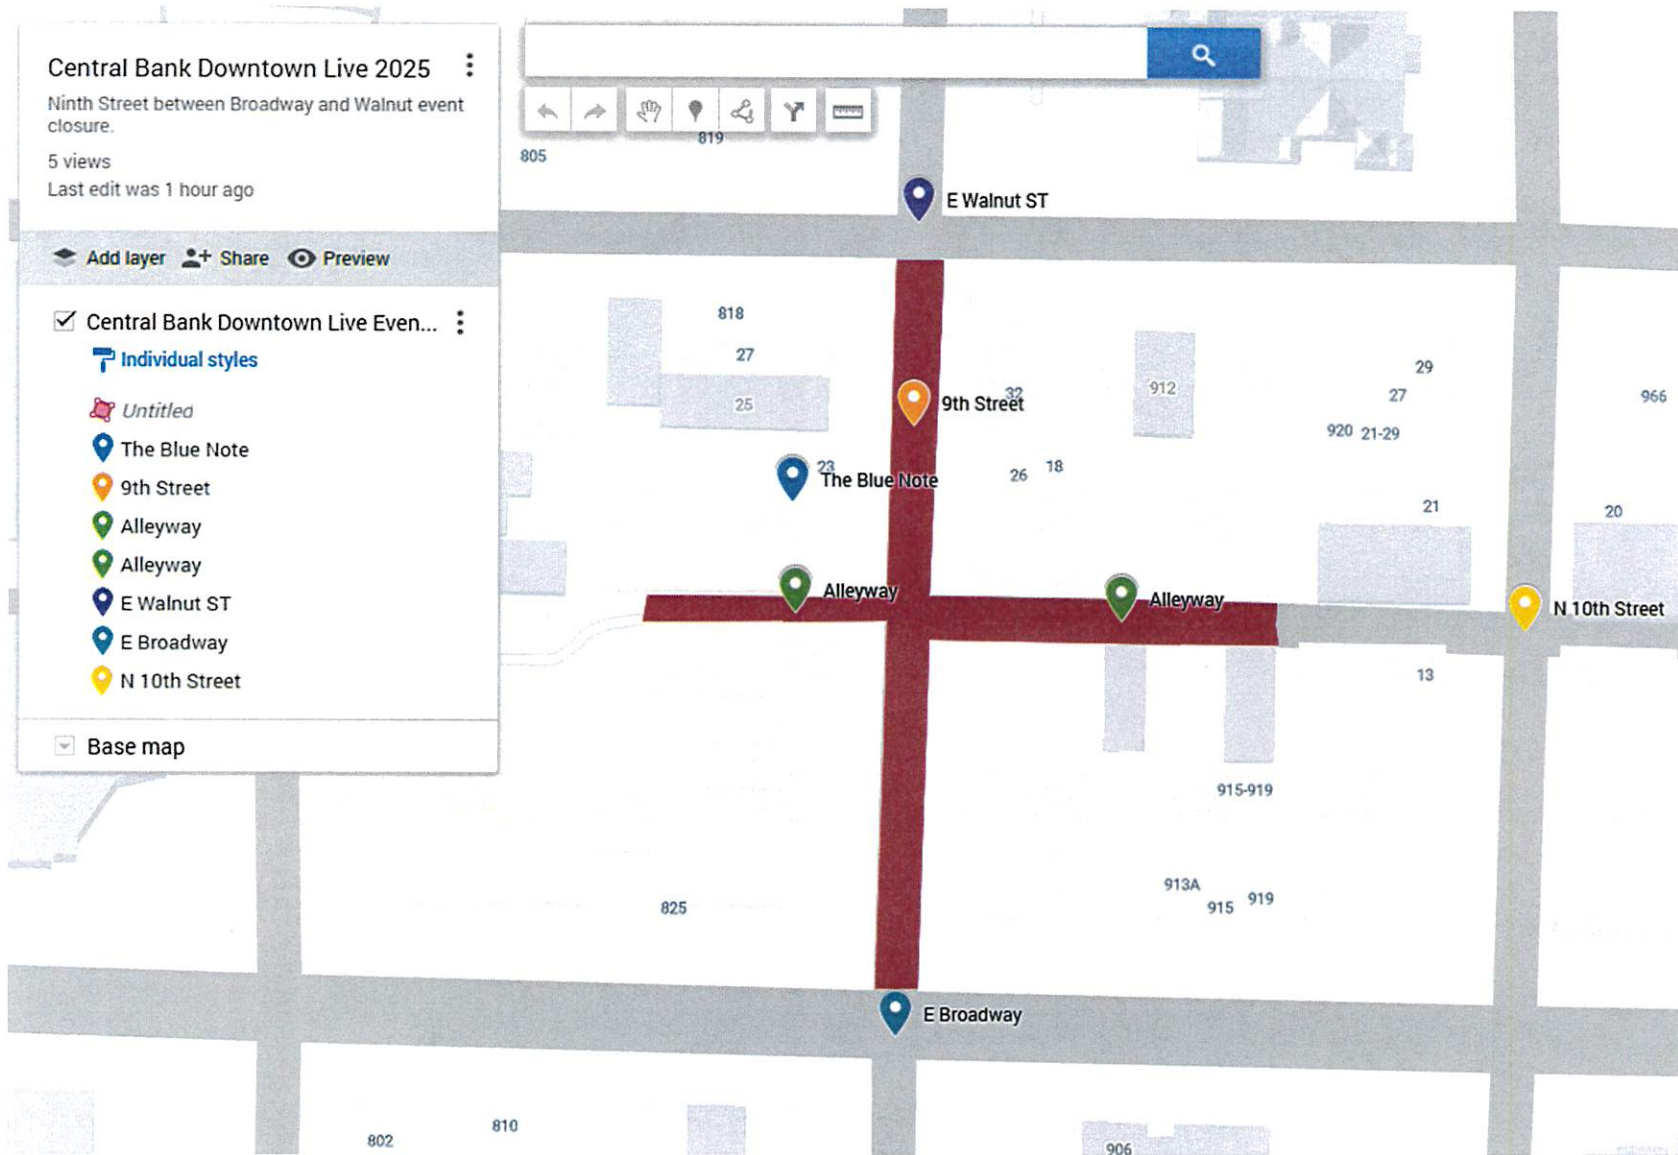 Central Bank Downtown Live 2025
Ninth Street between Broadway and Walnut event
closure.
5 views
Last edit was 1 hour ago
Add layer Share Preview
Central Bank Downtown Live Even...
Individual styles
Untitled
The Blue Note
9th Street
Alleyway
Alleyway
E Walnut ST
E Broadway
N 10th Street
Base map
819
805
E Walnut ST
818
27
25
32
9th Street
912
29
27
966
920 21-29
23
The Blue Note
26 18
21
20
Alleyway
Alleyway
N 10th Street
13
915-919
913A
915 919
825
E Broadway
802
810
906